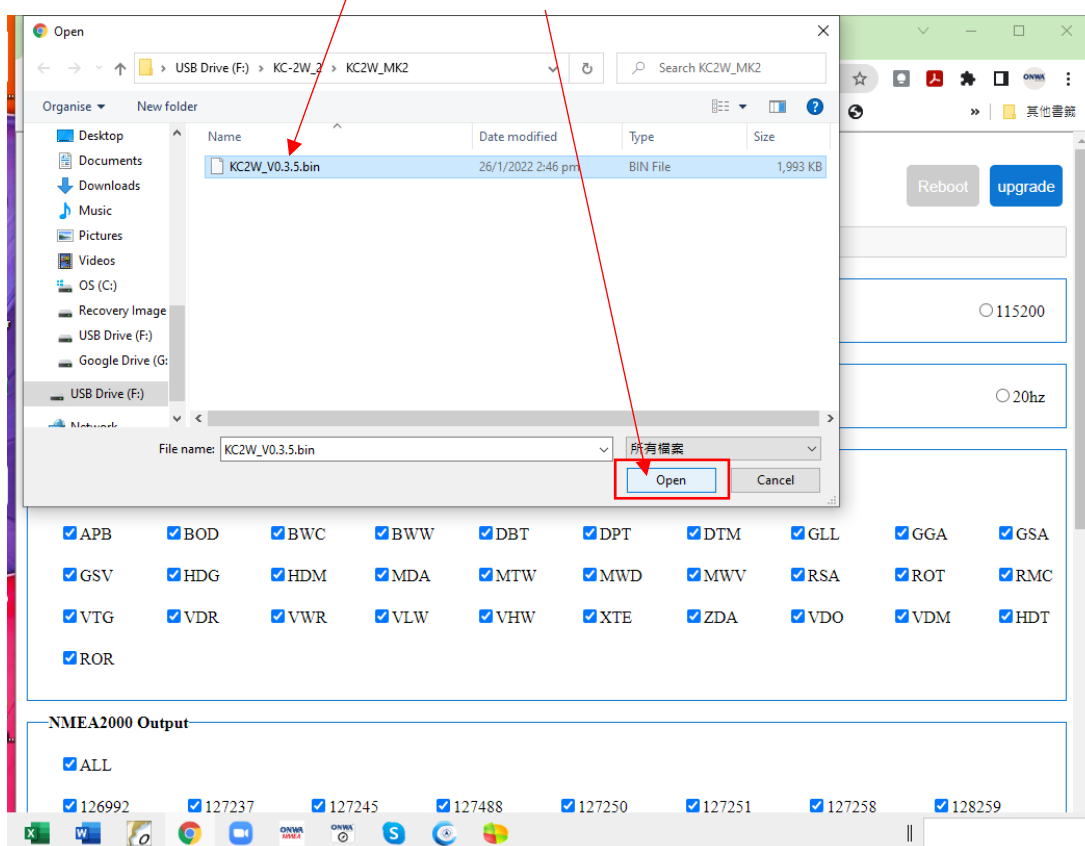 Open
USB Drive (F:) › KC-2W_2 › KC2W_MK2
Search KC2W_MK2
ONWA
Organise
New folder
»
其他書籤
Name
Date modified
Type
Size
KC2W_V0.3.5.bin
26/1/2022 2:46 pm
BIN File
1,993 KB
Desktop
Documents
Downloads
Music
Pictures
Videos
OS (C:)
Recovery Image
USB Drive (F:)
Google Drive (G:
USB Drive (F:)
Network
File name:
KC2W_V0.3.5.bin
所有檔案
Open
Cancel
Reboot
upgrade
115200
20hz
APB BOD BWC BWW DBT DPT DTM GLL GGA GSA
GSV HDG HDM MDA MTW MWD MWV RSA ROT RMC
VTG VDR VWR VLW VHW XTE ZDA VDO VDM HDT
ROR
NMEA2000 Output
ALL
126992 127237 127245 127488 127250 127251 127258 128259
ONWA
NMEA
ONWA